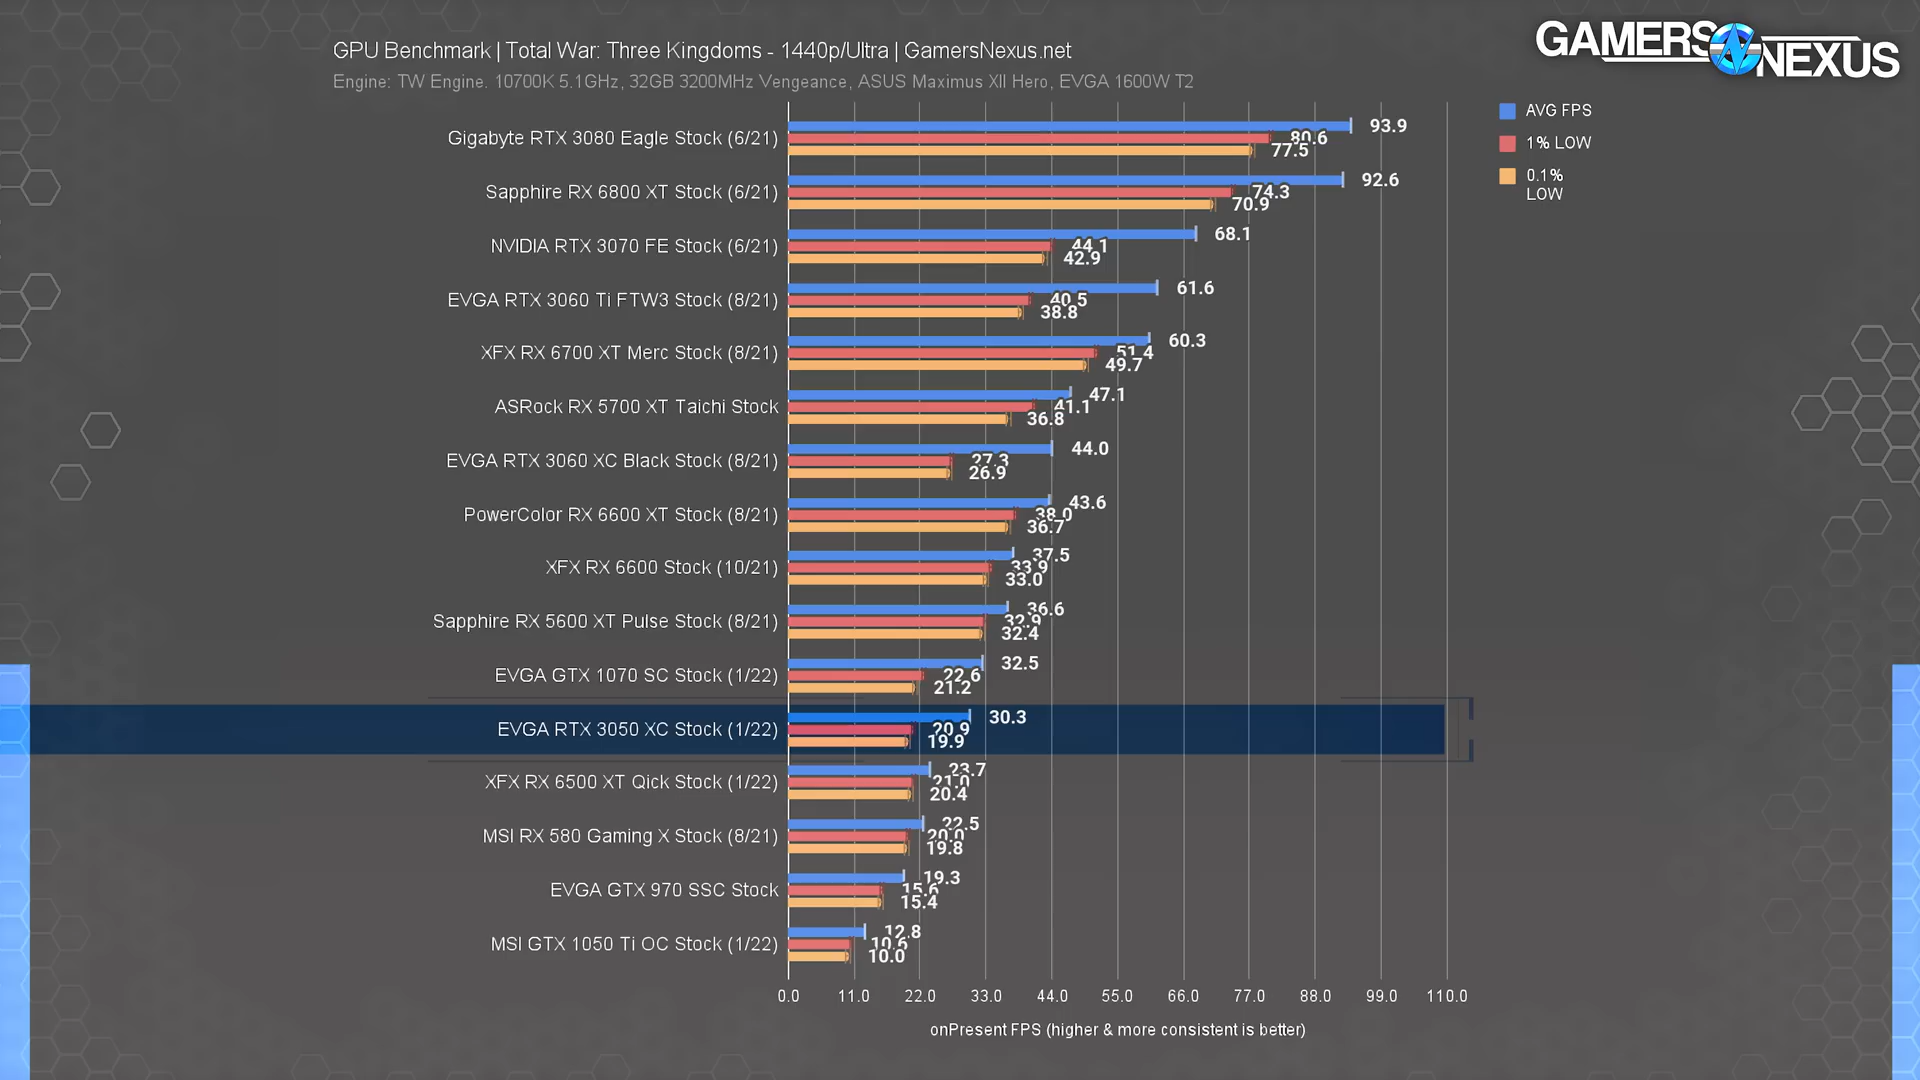 GAMERS NEXUS
GPU Benchmark | Total War: Three Kingdoms - 1440p/Ultra | GamersNexus.net
Engine: TW Engine. 10700K 5.1GHz, 32GB 3200MHz Vengeance, ASUS Maximus XII Hero, EVGA 1600W T2
AVG FPS
1% LOW
0.1%
LOW
Gigabyte RTX 3080 Eagle Stock (6/21)
93.9
80.6
77.5
Sapphire RX 6800 XT Stock (6/21)
92.6
74.3
70.9
NVIDIA RTX 3070 FE Stock (6/21)
68.1
44.1
42.9
EVGA RTX 3060 Ti FTW3 Stock (8/21)
61.6
40.5
38.8
XFX RX 6700 XT Merc Stock (8/21)
60.3
51.4
49.7
ASRock RX 5700 XT Taichi Stock
47.1
41.1
36.8
EVGA RTX 3060 XC Black Stock (8/21)
44.0
27.3
26.9
PowerColor RX 6600 XT Stock (8/21)
43.6
38.0
36.7
XFX RX 6600 Stock (10/21)
37.5
33.9
33.0
Sapphire RX 5600 XT Pulse Stock (8/21)
36.6
32.9
32.4
EVGA GTX 1070 SC Stock (1/22)
32.5
22.6
21.2
EVGA RTX 3050 XC Stock (1/22)
30.3
20.9
19.9
XFX RX 6500 XT Qick Stock (1/22)
23.7
21.0
20.4
MSI RX 580 Gaming X Stock (8/21)
22.5
20.0
19.8
EVGA GTX 970 SSC Stock
19.3
15.6
15.4
MSI GTX 1050 Ti OC Stock (1/22)
12.8
10.6
10.0
0.0 11.0 22.0 33.0 44.0 55.0 66.0 77.0 88.0 99.0 110.0
onPresent FPS (higher & more consistent is better)